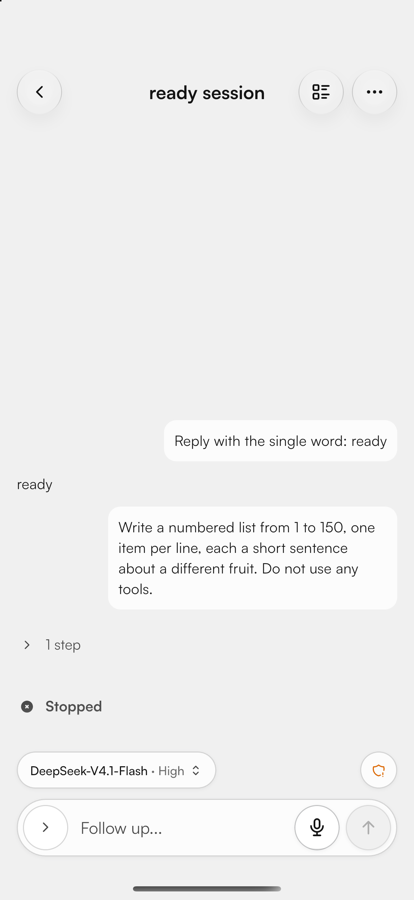 ready session
Reply with the single word: ready
ready
Write a numbered list from 1 to 150, one
item per line, each a short sentence
about a different fruit. Do not use any
tools.
1 step
Stopped
DeepSeek-V4.1-Flash · High
Follow up...